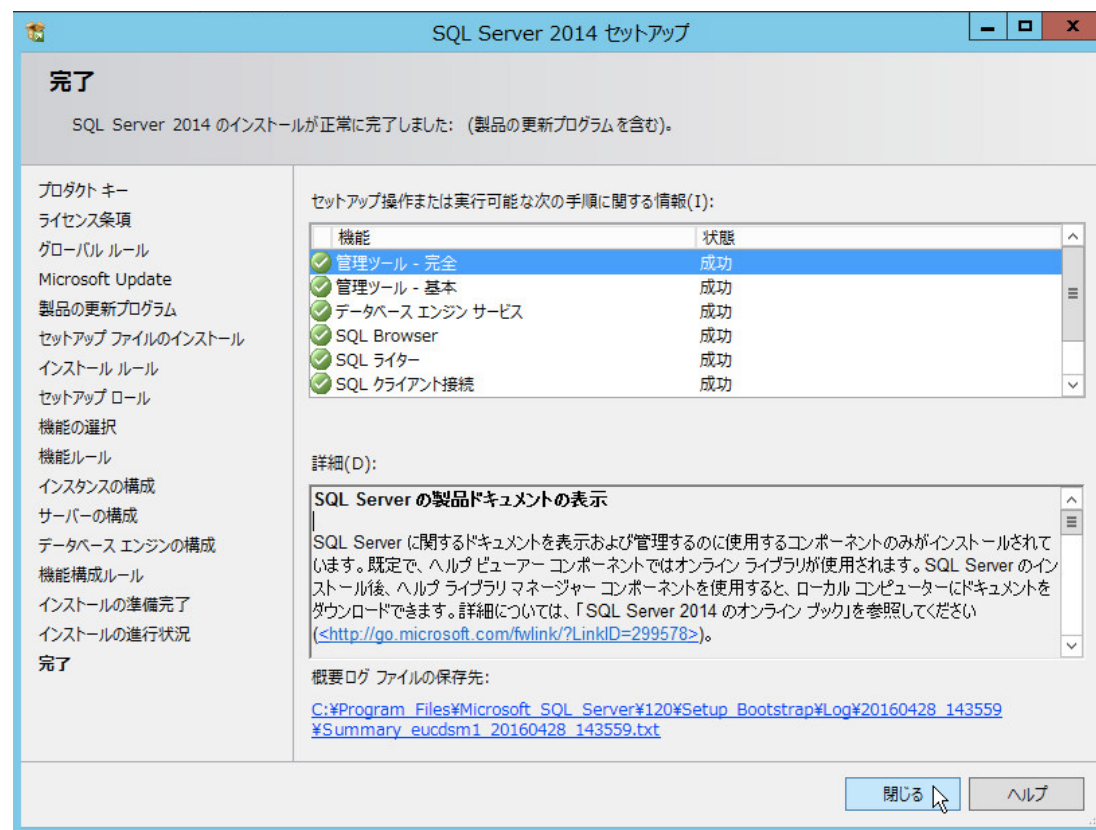 SQL Server 2014 セットアップ
完了
SQL Server 2014 のインストールが正常に完了しました: (製品の更新プログラムを含む)。
プロダクト キー
ライセンス条項
グローバル ルール
Microsoft Update
製品の更新プログラム
セットアップ ファイルのインストール
インストール ルール
セットアップ ロール
機能の選択
機能ルール
インスタンスの構成
サーバーの構成
データベース エンジンの構成
機能構成ルール
インストールの準備完了
インストールの進行状況
完了
セットアップ操作または実行可能な次の手順に関する情報(I):
機能 状態
管理ツール - 完全 成功
管理ツール - 基本 成功
データベース エンジン サービス 成功
SQL Browser 成功
SQL ライター 成功
SQL クライアント接続 成功
詳細(D):
SQL Server の製品ドキュメントの表示
SQL Server に関するドキュメントを表示および管理するのに使用するコンポーネントのみがインストールされて
います。既定で、ヘルプ ビューアー コンポーネントではオンライン ライブラリが使用されます。SQL Server のイン
ストール後、ヘルプ ライブラリ マネージャー コンポーネントを使用すると、ローカル コンピューターにドキュメントを
ダウンロードできます。詳細については、「SQL Server 2014 のオンライン ブック」を参照してください
(<http://go.microsoft.com/fwlink/?LinkID=299578>)。
概要ログ ファイルの保存先:
C:¥Program Files¥Microsoft SQL Server¥120¥Setup Bootstrap¥Log¥20160428_143559
¥Summary_eucdsm1_20160428_143559.txt
閉じる ヘルプ